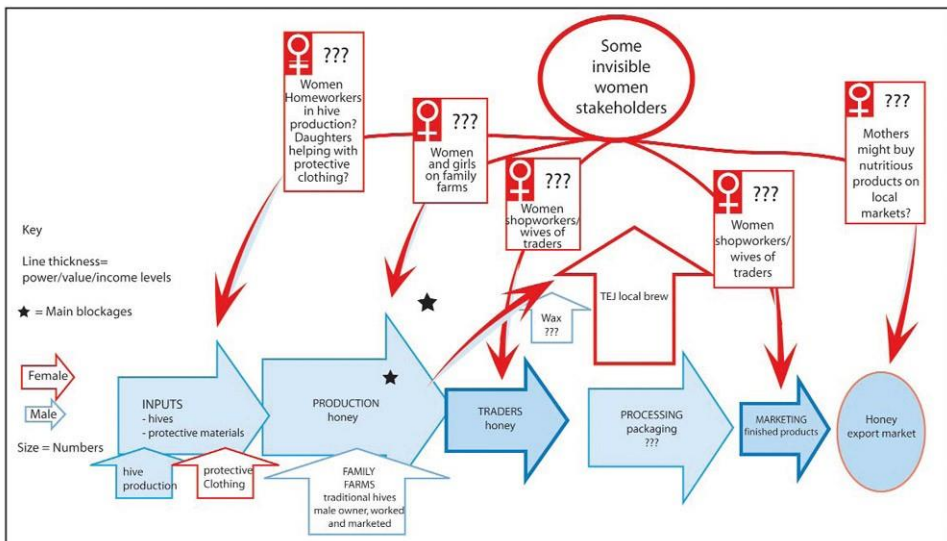 Some
invisible
women
stakeholders
???
Women
Homeworkers
in hive
production?
Daughters
helping with
protective
clothing?
???
Women
and girls
on family
farms
???
Women
shopworkers/
wives of
traders
???
Women
shopworkers/
wives of
traders
???
Mothers
might buy
nutritious
products on
local
markets?
Key
Line thickness=
power/value/income levels
★ = Main blockages
Female
Male
Size = Numbers
TEJ local brew
Wax
???
INPUTS
- hives
- protective materials
PRODUCTION
honey
TRADERS
honey
PROCESSING
packaging
???
MARKETING
finished products
Honey
export market
hive
production
protective
Clothing
FAMILY
FARMS
traditional hives
male owner, worked
and marketed